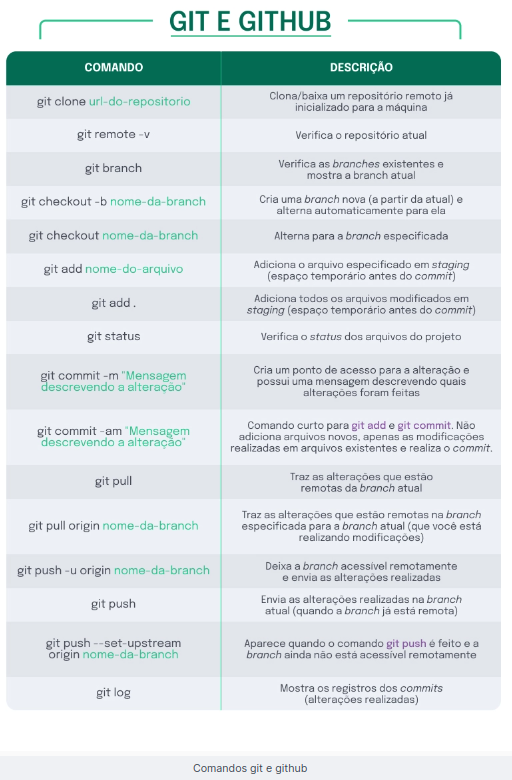 GIT E GITHUB
COMANDO
DESCRIÇÃO
git clone url-do-repositorio
Clona/baixa um repositório remoto já
inicializado para a máquina
git remote -v
Verifica o repositório atual
git branch
Verifica as branches existentes e
mostra a branch atual
git checkout -b nome-da-branch
Cria uma branch nova (a partir da atual) e
alterna automaticamente para ela
git checkout nome-da-branch
Alterna para a branch especificada
git add nome-do-arquivo
Adiciona o arquivo especificado em staging
(espaço temporário antes do commit)
git add .
Adiciona todos os arquivos modificados em
staging (espaço temporário antes do commit)
git status
Verifica o status dos arquivos do projeto
git commit -m "Mensagem
descrevendo a alteração"
Cria um ponto de acesso para a alteração e
possui uma mensagem descrevendo quais
alterações foram feitas
git commit -am "Mensagem
descrevendo a alteração"
Comando curto para git add e git commit. Não
adiciona arquivos novos, apenas as modificações
realizadas em arquivos existentes e realiza o commit.
git pull
Traz as alterações que estão
remotas da branch atual
git pull origin nome-da-branch
Traz as alterações que estão remotas na branch
especificada para a branch atual (que você está
realizando modificações)
git push -u origin nome-da-branch
Deixa a branch acessível remotamente
e envia as alterações realizadas
git push
Envia as alterações realizadas na branch
atual (quando a branch já está remota)
git push --set-upstream
origin nome-da-branch
Aparece quando o comando git push é feito e a
branch ainda não está acessível remotamente
git log
Mostra os registros dos commits
(alterações realizadas)
Comandos git e github